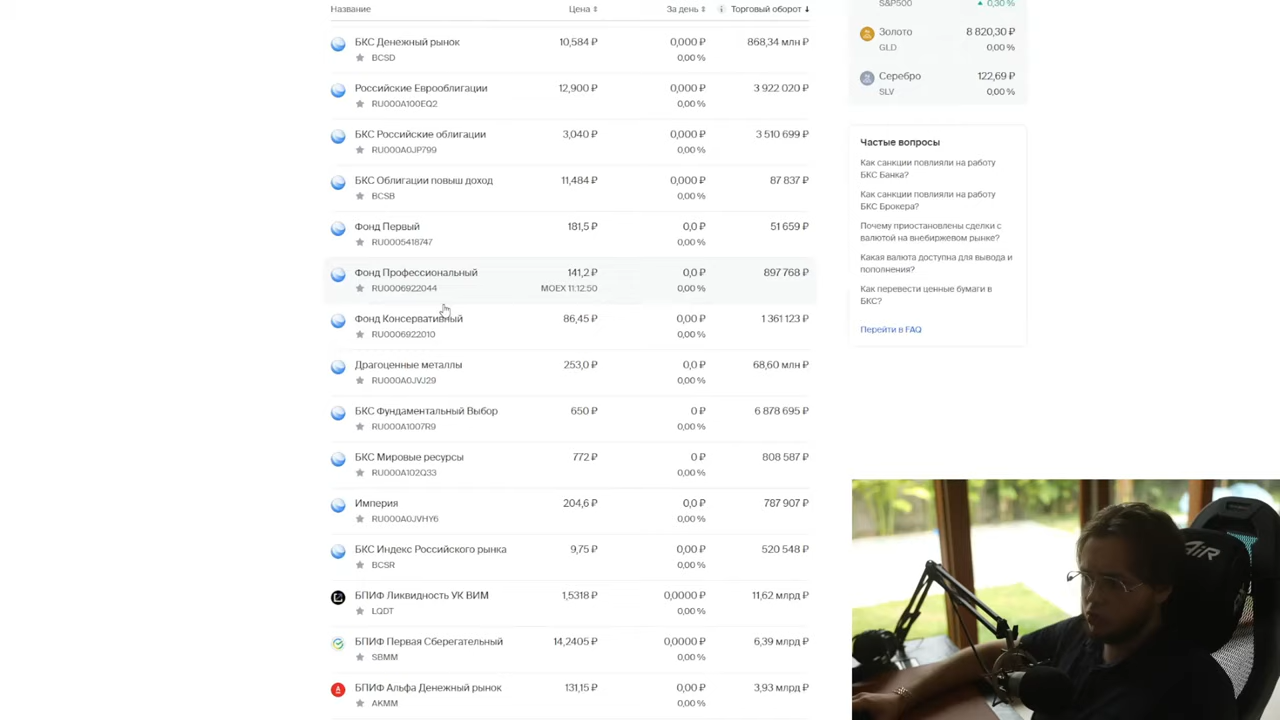 Название Цена За день Торговый оборот
БКС Денежный рынок 10,584 ₽ 0,000 ₽ 868,34 млн ₽
BCSD 0,00 %
Российские Еврооблигации 12,900 ₽ 0,000 ₽ 3 922 020 ₽
RU000A100EQ2 0,00 %
БКС Российские облигации 3,040 ₽ 0,000 ₽ 3 510 699 ₽
RU000A0JP799 0,00 %
БКС Облигации повыш доход 11,484 ₽ 0,000 ₽ 87 837 ₽
BCSB 0,00 %
Фонд Первый 181,5 ₽ 0,0 ₽ 51 659 ₽
RU0005418747 0,00 %
Фонд Профессиональный 141,2 ₽ 0,0 ₽ 897 768 ₽
RU0006922044 MOEX 11:12:50 0,00 %
Фонд Консервативный 86,45 ₽ 0,00 ₽ 1 361 123 ₽
RU0006922010 0,00 %
Драгоценные металлы 253,0 ₽ 0,0 ₽ 68,60 млн ₽
RU000A0JVJ29 0,00 %
БКС Фундаментальный Выбор 650 ₽ 0 ₽ 6 878 695 ₽
RU000A1007R9 0,00 %
БКС Мировые ресурсы 772 ₽ 0 ₽ 808 587 ₽
RU000A102Q33 0,00 %
Империя 204,6 ₽ 0,0 ₽ 787 907 ₽
RU000A0JVHY6 0,00 %
БКС Индекс Российского рынка 9,75 ₽ 0,00 ₽ 520 548 ₽
BCSR 0,00 %
БПИФ Ликвидность УК ВИМ 1,5318 ₽ 0,0000 ₽ 11,62 млрд ₽
LQDT 0,00 %
БПИФ Первая Сберегательный 14,2405 ₽ 0,0000 ₽ 6,39 млрд ₽
SBMM 0,00 %
БПИФ Альфа Денежный рынок 131,15 ₽ 0,00 ₽ 3,93 млрд ₽
AKMM 0,00 %
S&P500 0,30 %
Золото 8 820,30 ₽
GLD 0,00 %
Серебро 122,69 ₽
SLV 0,00 %
Частые вопросы
Как санкции повлияли на работу
БКС Банка?
Как санкции повлияли на работу
БКС Брокера?
Почему приостановлены сделки с
валютой на внебиржевом рынке?
Какая валюта доступна для вывода и
пополнения?
Как перевести ценные бумаги в
БКС?
Перейти в FAQ
AIR